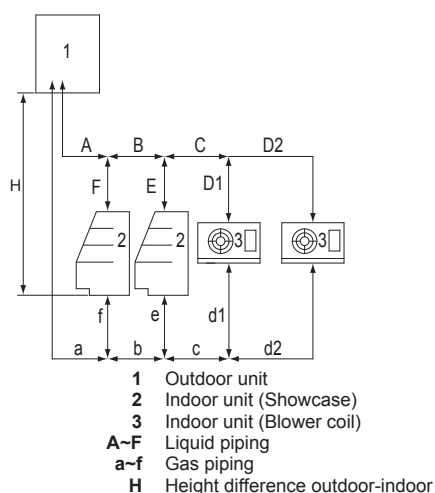 1
A B C D2
H F E D1
2 2 3 3
f e d1
a b c d2
1 Outdoor unit
2 Indoor unit (Showcase)
3 Indoor unit (Blower coil)
A~F Liquid piping
a~f Gas piping
H Height difference outdoor-indoor